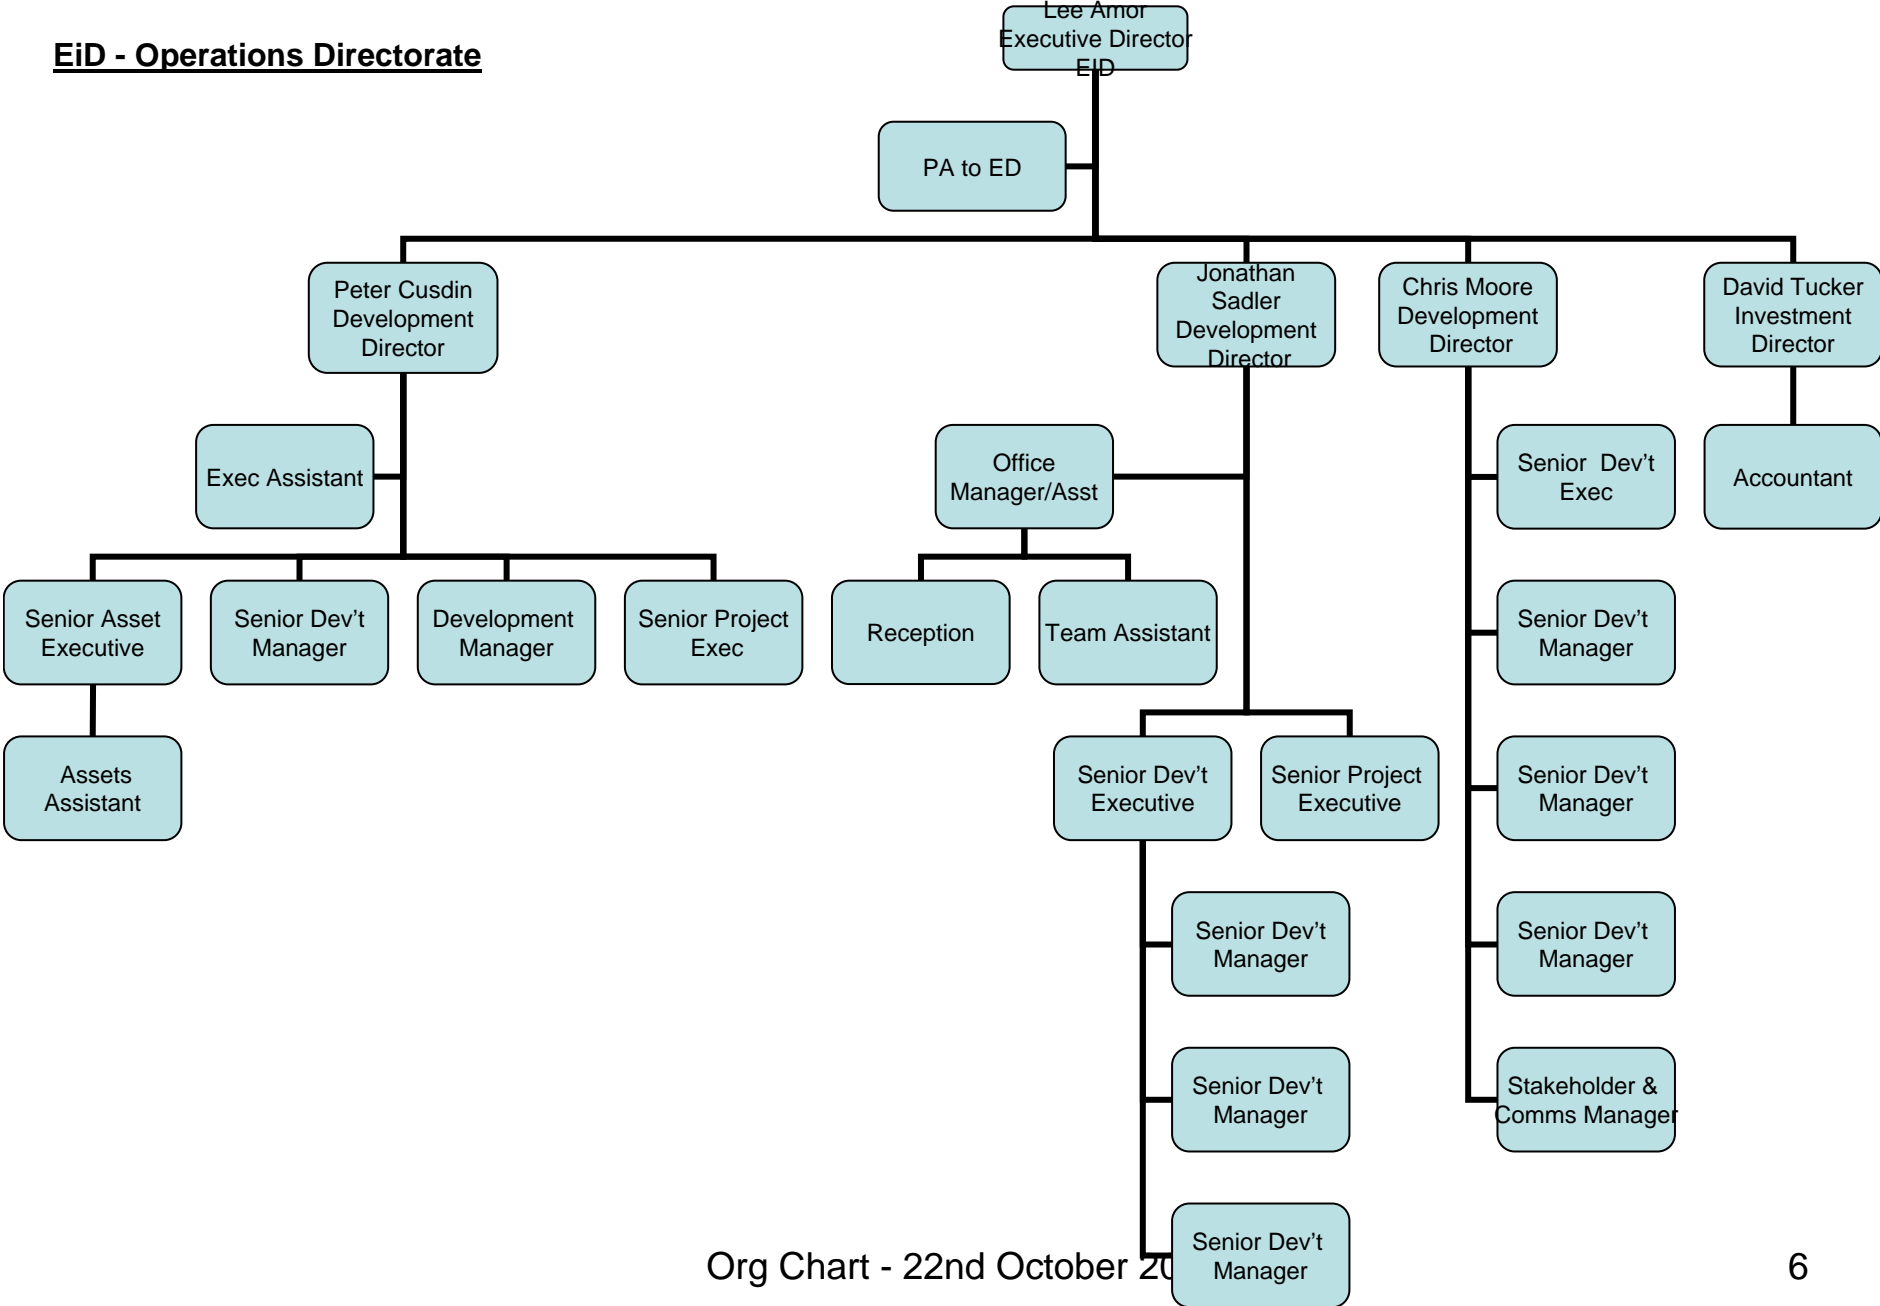 EiD - Operations Directorate
Lee Amor
Executive Director
EID
PA to ED
Peter Cusdin
Development
Director
Jonathan
Sadler
Development
Director
Chris Moore
Development
Director
David Tucker
Investment
Director
Exec Assistant
Office
Manager/Asst
Senior Dev't
Exec
Accountant
Senior Asset
Executive
Senior Dev't
Manager
Development
Manager
Senior Project
Exec
Reception
Team Assistant
Senior Dev't
Manager
Assets
Assistant
Senior Dev't
Executive
Senior Project
Executive
Senior Dev't
Manager
Senior Dev't
Manager
Senior Dev't
Manager
Senior Dev't
Manager
Stakeholder &
Comms Manager
Senior Dev't
Manager
Org Chart - 22nd October
6